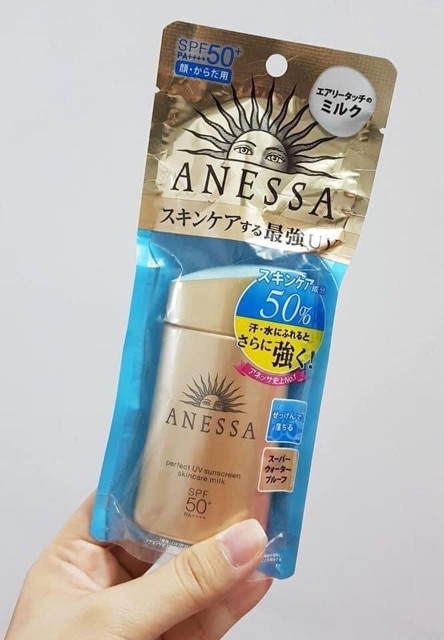 SPF50+
PA++++
顔・からだ用
エアリータッチの
ミルク
ANESSA
スキンケアする最強UV
スキンケア成分
50%
汗・水にふれると
さらに強く!
アネッサ史上No.1
せっけんで
落ちる
スーパー
ウォーター
プルーフ
ANESSA
perfect UV sunscreen
skincare milk
SPF
50+
PA++++